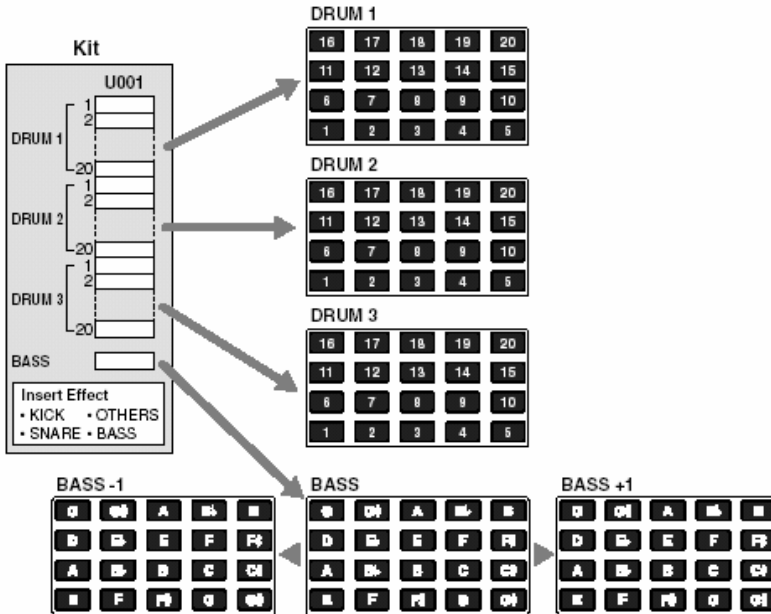 Kit
U001
DRUM 1
1
2
20
DRUM 2
1
2
20
DRUM 3
1
2
20
BASS
Insert Effect
• KICK • OTHERS
• SNARE • BASS
DRUM 1
16 17 18 19 20
11 12 13 14 15
6 7 8 9 10
1 2 3 4 5
DRUM 2
16 17 18 19 20
11 12 13 14 15
6 7 8 9 10
1 2 3 4 5
DRUM 3
16 17 18 19 20
11 12 13 14 15
6 7 8 9 10
1 2 3 4 5
BASS -1
A
D E F
A C
F
BASS
A
D E F
A C
F
BASS +1
A
D E F
A C
F